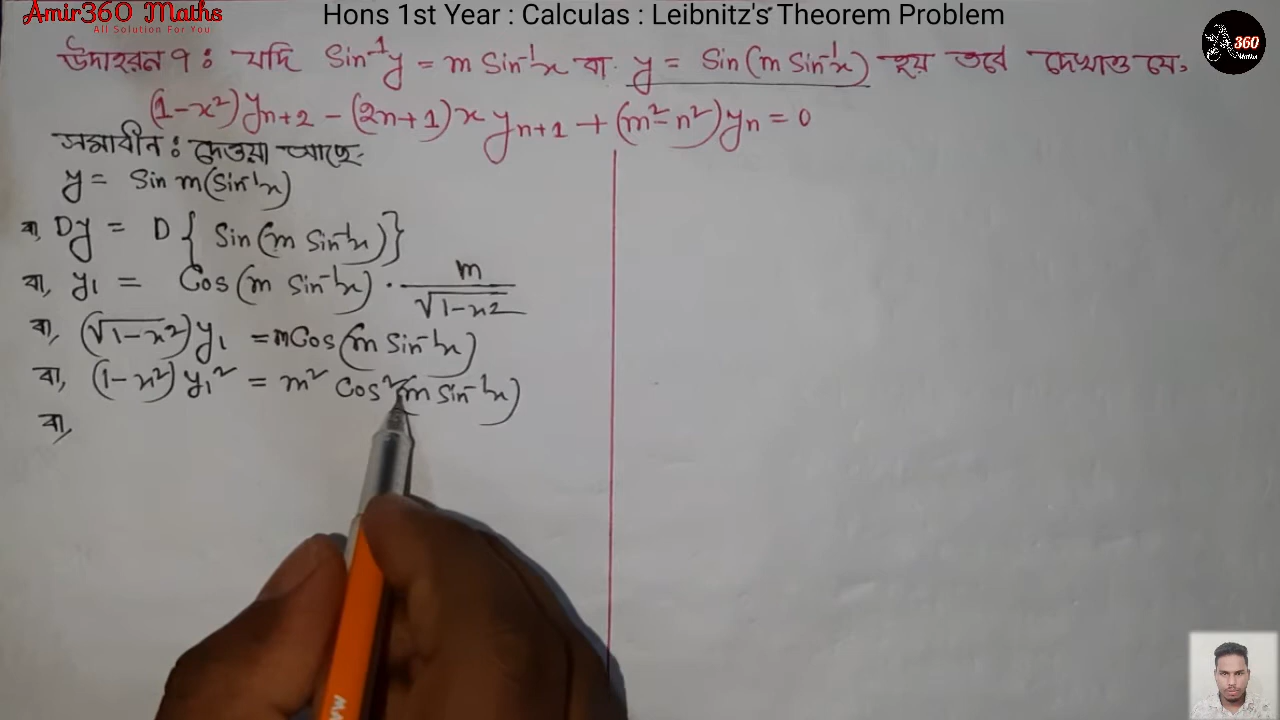 Amir360 Maths
All Solution For You
Hons 1st Year : Calculas : Leibnitz's Theorem Problem
360
Maths
উদাহরন ৭ : যদি Sin⁻¹y = m Sin⁻¹x বা y = Sin(m Sin⁻¹x) হয় তবে দেখাও যে,
(1-x²)yₙ₊₂ - (2n+1)x yₙ₊₁ + (m²-n²)yₙ = 0
সমাধান : দেওয়া আছে.
y = Sin m(Sin⁻¹x)
বা, Dy = D { Sin(m Sin⁻¹x)}
বা, y₁ = Cos(m Sin⁻¹x) · m/√1-x²
বা, (√1-x²)y₁ = mCos(m Sin⁻¹x)
বা, (1-x²)y₁² = m² Cos²(m Sin⁻¹x)
বা,